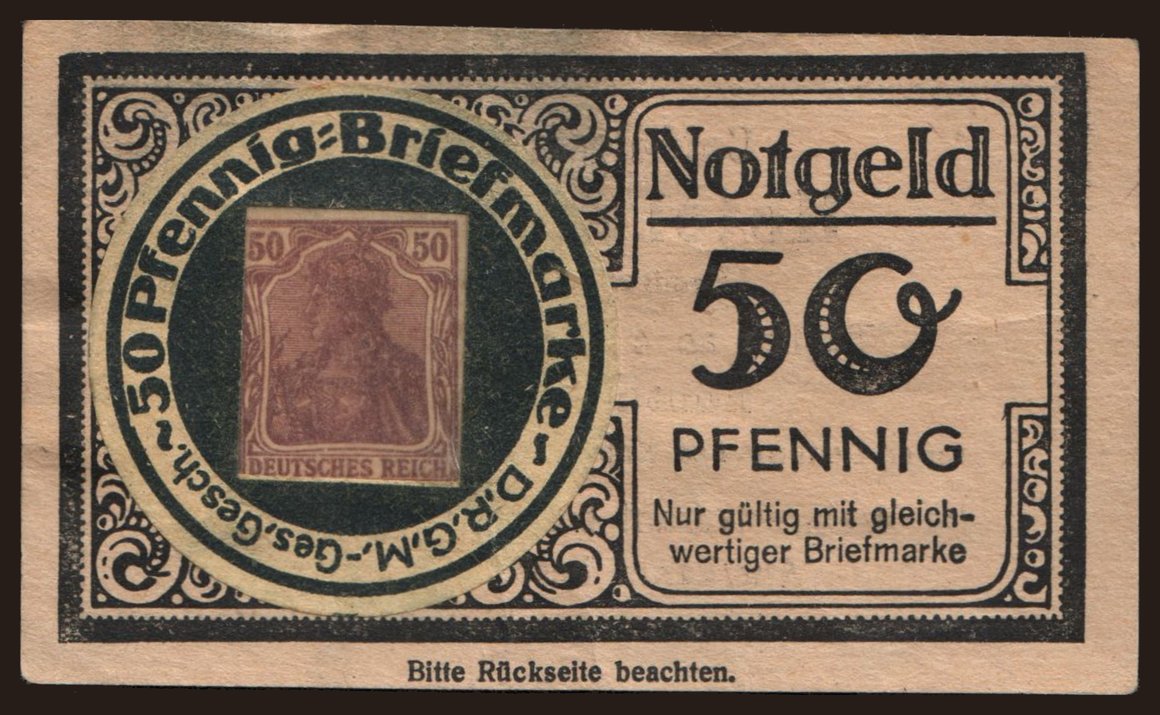 50 Pfennig=Briefmarke ~ D.R.G.M.-Ges.Gesch. ~
50 50
DEUTSCHES REICH
Notgeld
50
PFENNIG
Nur gültig mit gleich-
wertiger Briefmarke
Bitte Rückseite beachten.